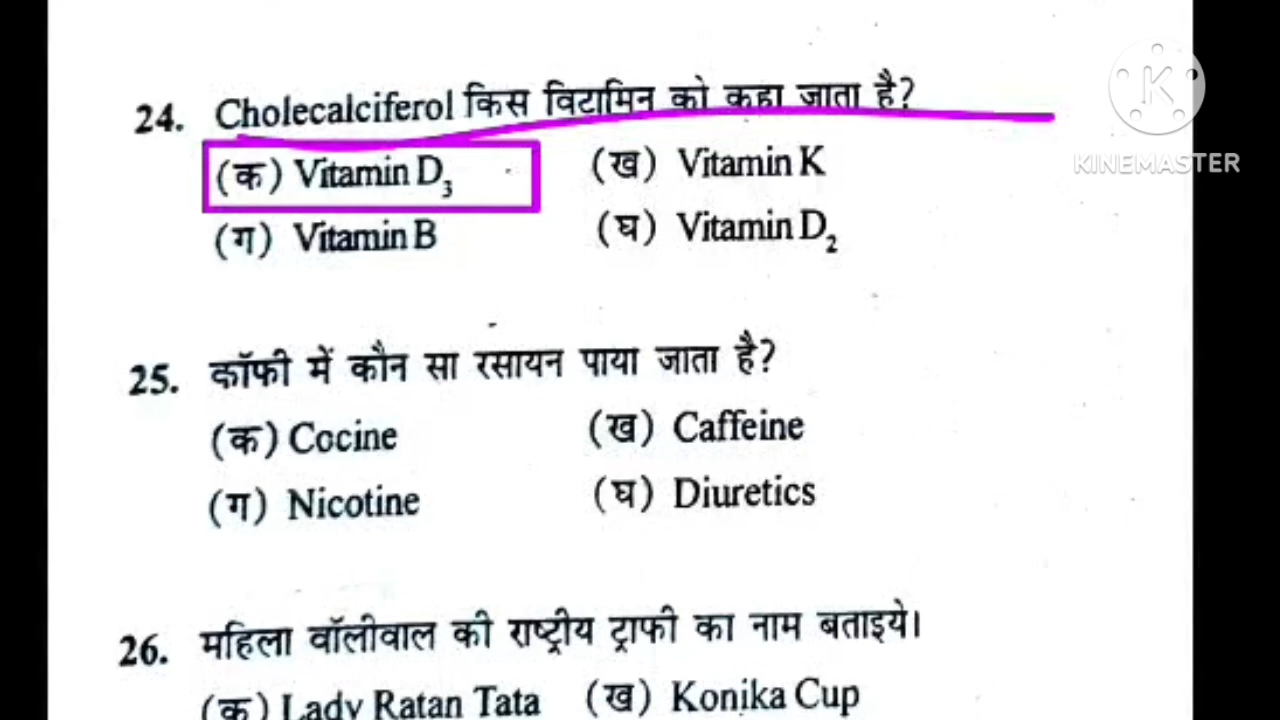 24. Cholecalciferol किस विटामिन को कहा जाता है?
(क) Vitamin D₃ (ख) Vitamin K
(ग) Vitamin B (घ) Vitamin D₂
25. कॉफी में कौन सा रसायन पाया जाता है?
(क) Cocine (ख) Caffeine
(ग) Nicotine (घ) Diuretics
26. महिला वॉलीवाल की राष्ट्रीय ट्राफी का नाम बताइये।
(क) Lady Ratan Tata (ख) Konika Cup
K
KINEMASTER